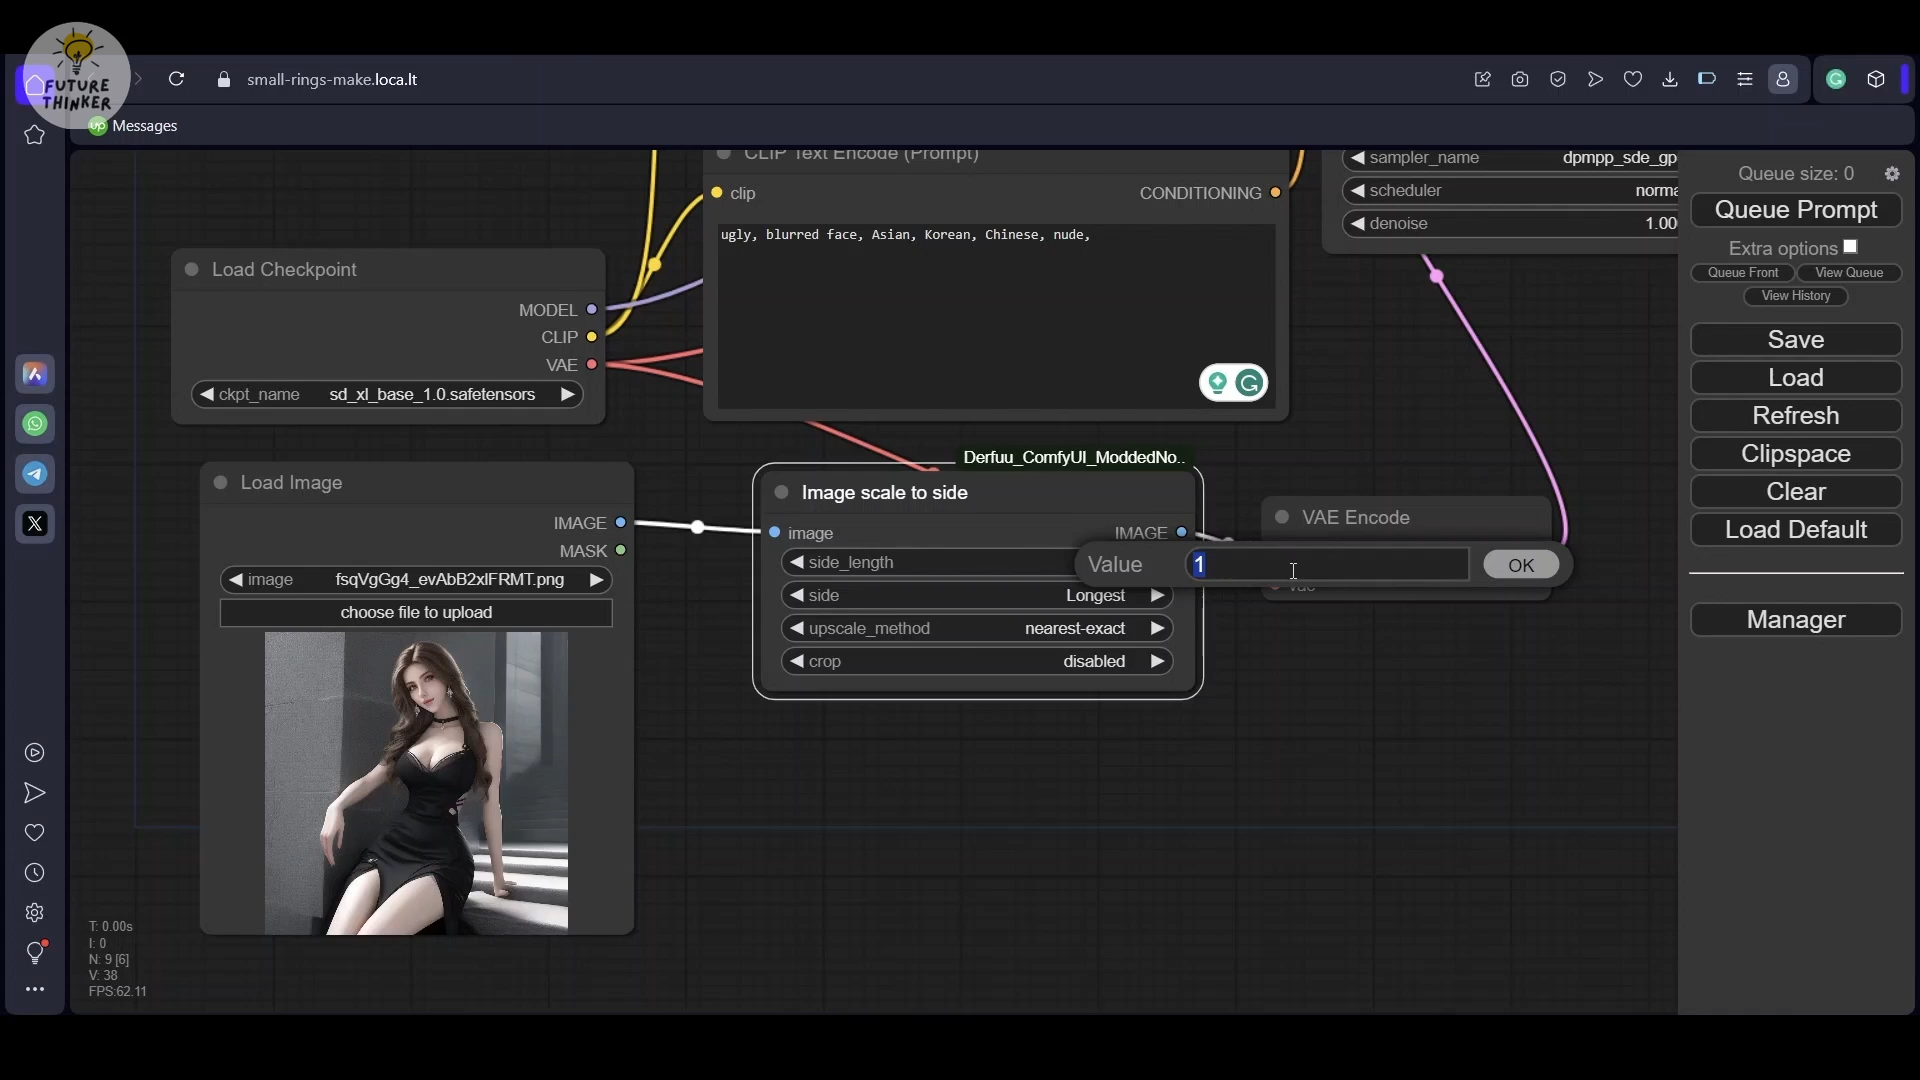 FUTURE
THINKER
small-rings-make.loca.lt
up
Messages
CLIP Text Encode (Prompt)
clip
CONDITIONING
ugly, blurred face, Asian, Korean, Chinese, nude,
sampler_name dpmpp_sde_gp
scheduler norma
denoise 1.00
Load Checkpoint
MODEL
CLIP
VAE
ckpt_name sd_xl_base_1.0.safetensors
Load Image
IMAGE
MASK
image fsqVgGg4_evAbB2xlFRMT.png
choose file to upload
Derfuu_ComfyUI_ModdedNo..
Image scale to side
image IMAGE
side_length
side Longest
upscale_method nearest-exact
crop disabled
VAE Encode
vae
Value 1 OK
Queue size: 0
Queue Prompt
Extra options
Queue Front View Queue
View History
Save
Load
Refresh
Clipspace
Clear
Load Default
Manager
T: 0.00s
I: 0
N: 9 [6]
V: 38
FPS:62.11